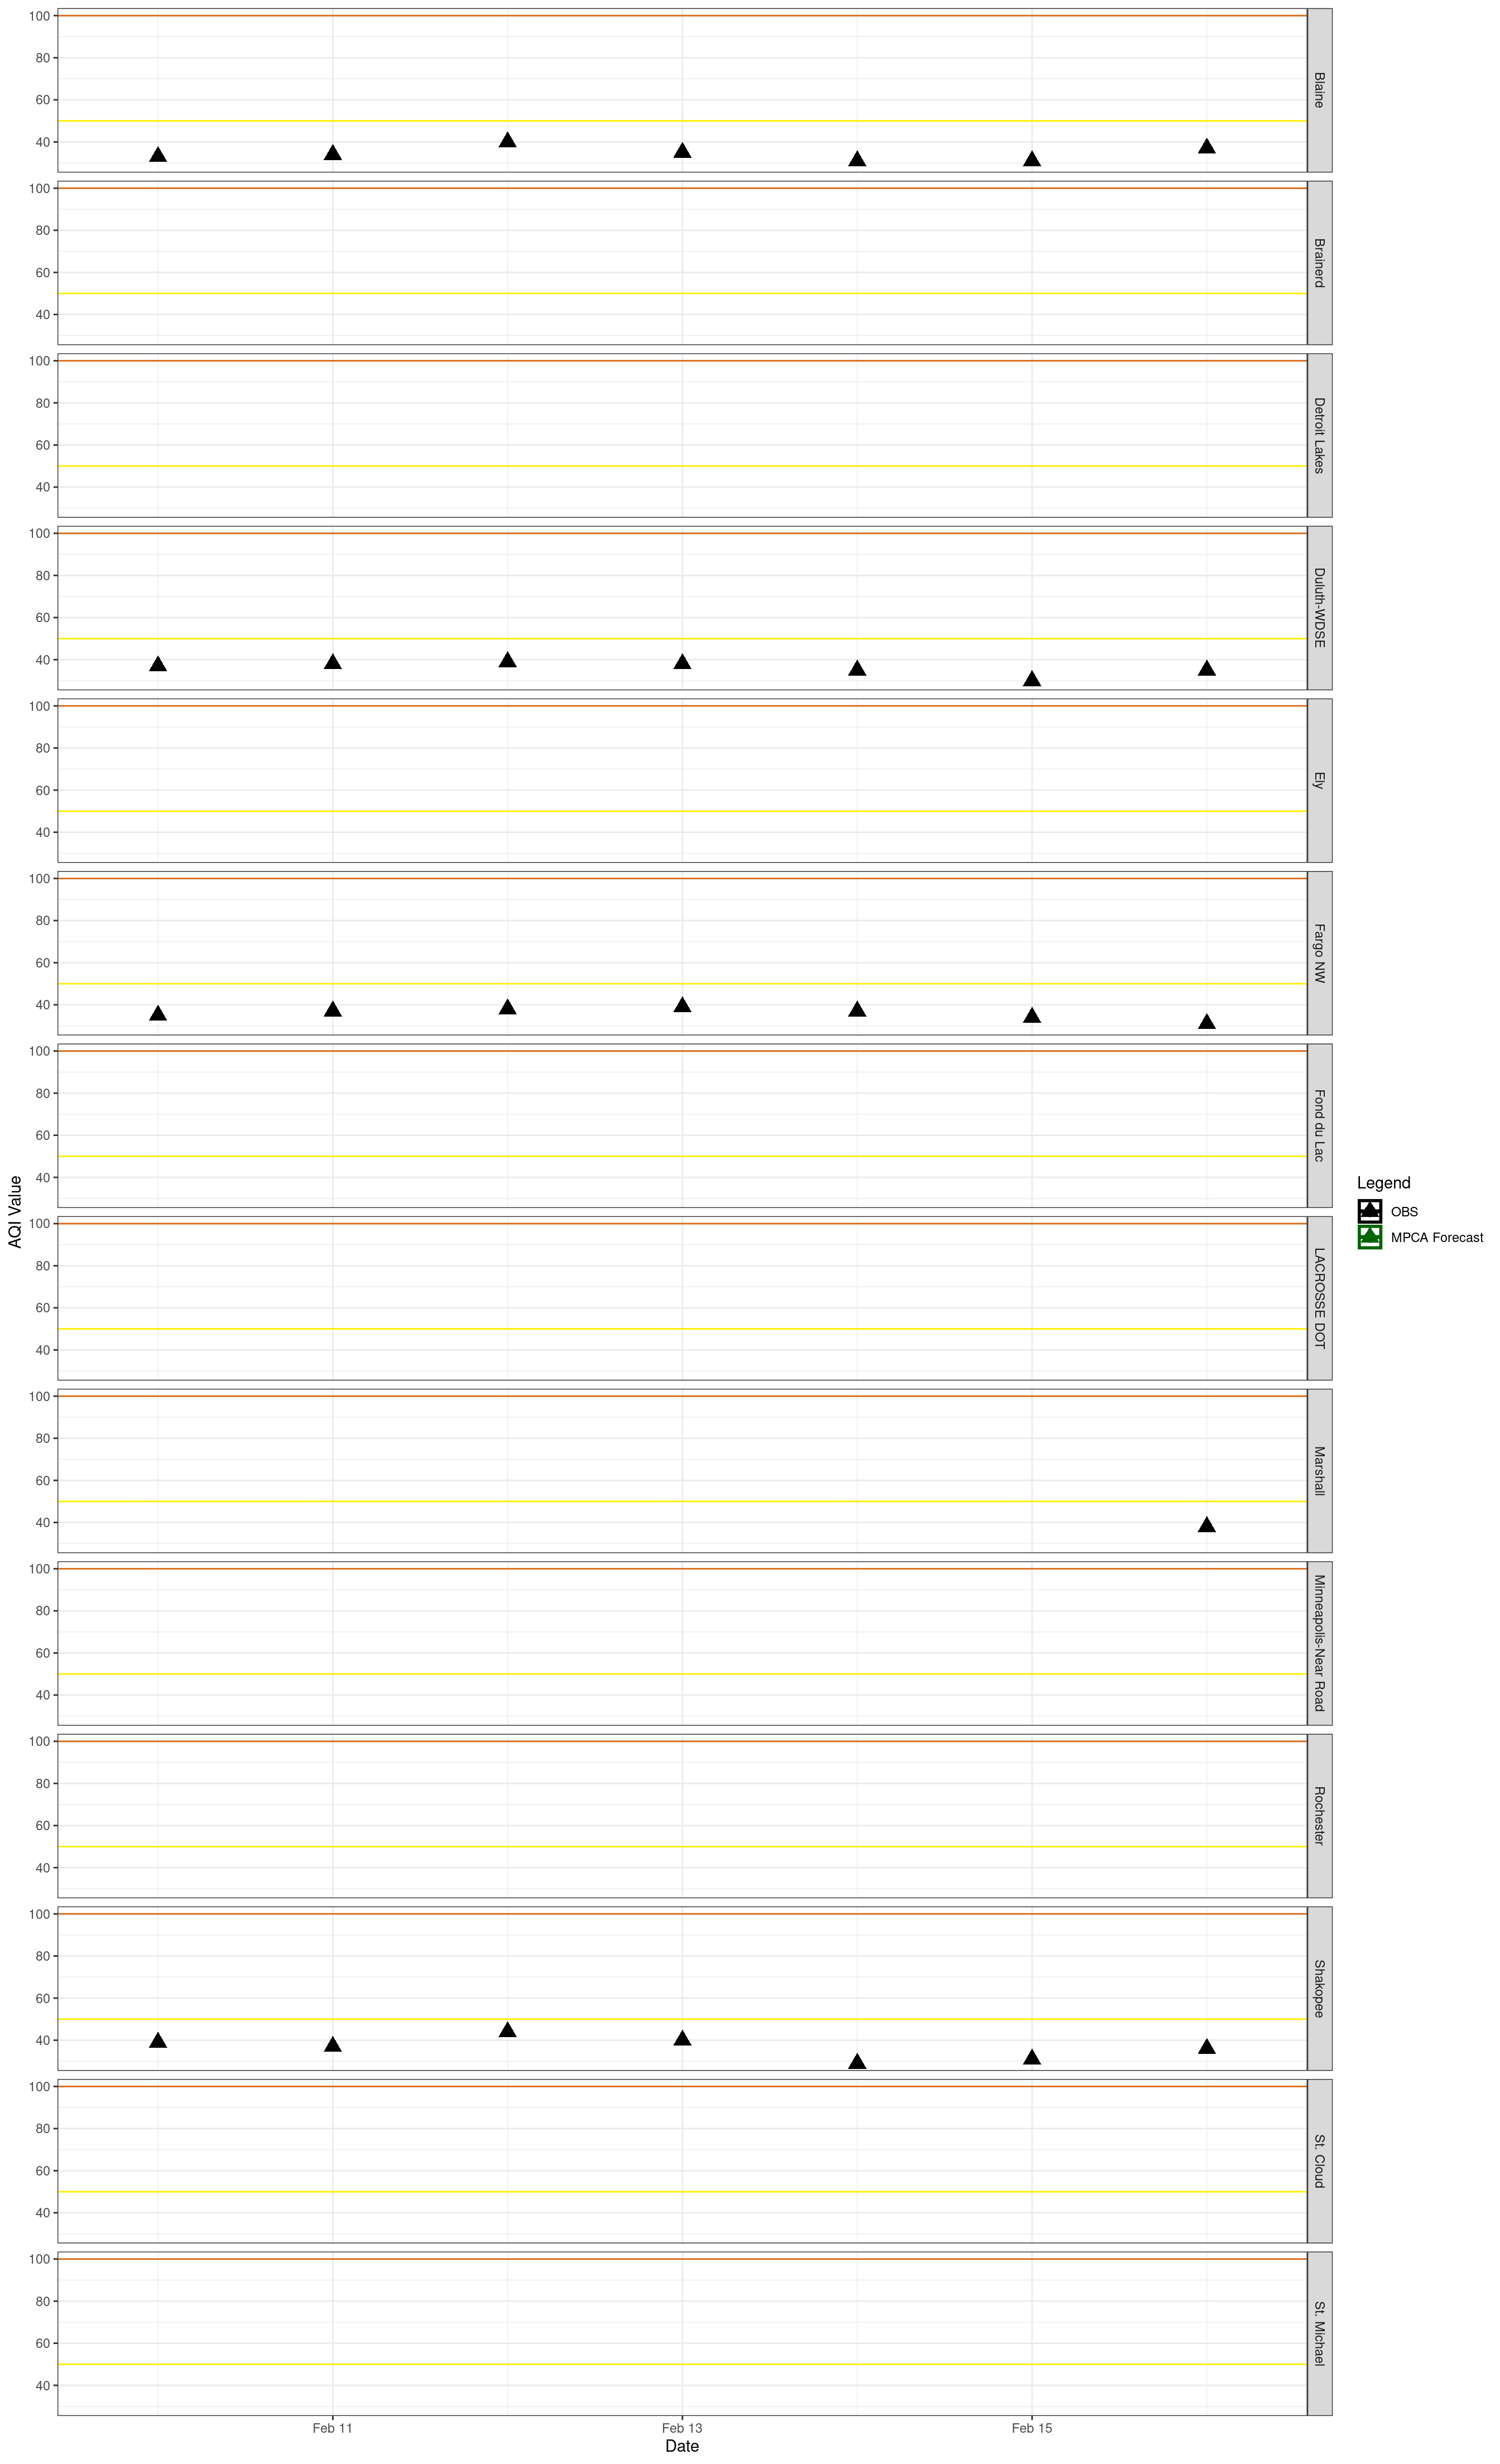 100
80
60
40
Blaine
100
80
60
40
Brainerd
100
80
60
40
Detroit Lakes
100
80
60
40
Duluth-WDSE
100
80
60
40
Ely
100
80
60
40
Fargo NW
100
80
60
40
Fond du Lac
100
80
60
40
LACROSSE DOT
100
80
60
40
Marshall
100
80
60
40
Minneapolis-Near Road
100
80
60
40
Rochester
100
80
60
40
Shakopee
100
80
60
40
St. Cloud
100
80
60
40
St. Michael
Feb 11
Feb 13
Feb 15
Date
AQI Value
Legend
OBS
MPCA Forecast